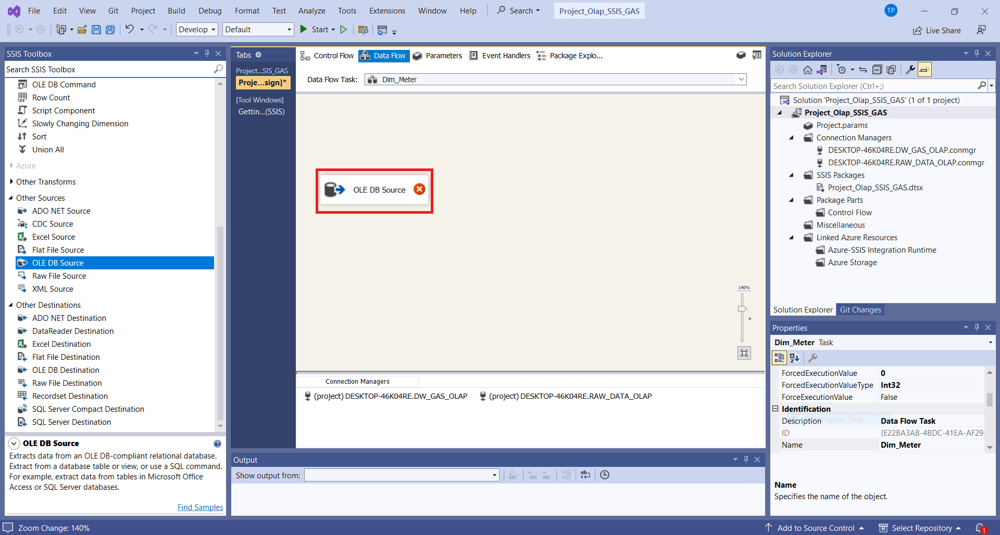 File Edit View Git Project Build Debug Format Test Analyze Tools Extensions Window Help Search Project_Olap_SSIS_GAS TP
Develop Default Start Live Share
SSIS Toolbox
Search SSIS Toolbox
OLE DB Command
Row Count
Script Component
Slowly Changing Dimension
Sort
Union All
Azure
Other Transforms
Other Sources
ADO NET Source
CDC Source
Excel Source
Flat File Source
OLE DB Source
Raw File Source
XML Source
Other Destinations
ADO NET Destination
DataReader Destination
Excel Destination
Flat File Destination
OLE DB Destination
Raw File Destination
Recordset Destination
SQL Server Compact Destination
SQL Server Destination
OLE DB Source
Extracts data from an OLE DB-compliant relational database.
Extract from a database table or view, or use a SQL command.
For example, extract data from tables in Microsoft Office
Access or SQL Server databases.
Find Samples
Tabs
Project...SIS_GAS
Proje...sign]*
[Tool Windows]
Gettin...(SSIS)
Control Flow Data Flow Parameters Event Handlers Package Explo...
Data Flow Task: Dim_Meter
OLE DB Source
140%
Connection Managers
(project) DESKTOP-46K04RE.DW_GAS_OLAP (project) DESKTOP-46K04RE.RAW_DATA_OLAP
Output
Show output from:
Solution Explorer
Search Solution Explorer (Ctrl+;)
Solution 'Project_Olap_SSIS_GAS' (1 of 1 project)
Project_Olap_SSIS_GAS
Project.params
Connection Managers
DESKTOP-46K04RE.DW_GAS_OLAP.conmgr
DESKTOP-46K04RE.RAW_DATA_OLAP.conmgr
SSIS Packages
Project_Olap_SSIS_GAS.dtsx
Package Parts
Control Flow
Miscellaneous
Linked Azure Resources
Azure-SSIS Integration Runtime
Azure Storage
Solution Explorer Git Changes
Properties
Dim_Meter Task
ForcedExecutionValue 0
ForcedExecutionValueType Int32
ForceExecutionValue False
Identification
Description Data Flow Task
Rectangular Snip
ID {E22BA3AB-4BDC-41EA-AF29-
Name Dim_Meter
Name
Specifies the name of the object.
Zoom Change: 140% Add to Source Control Select Repository 1